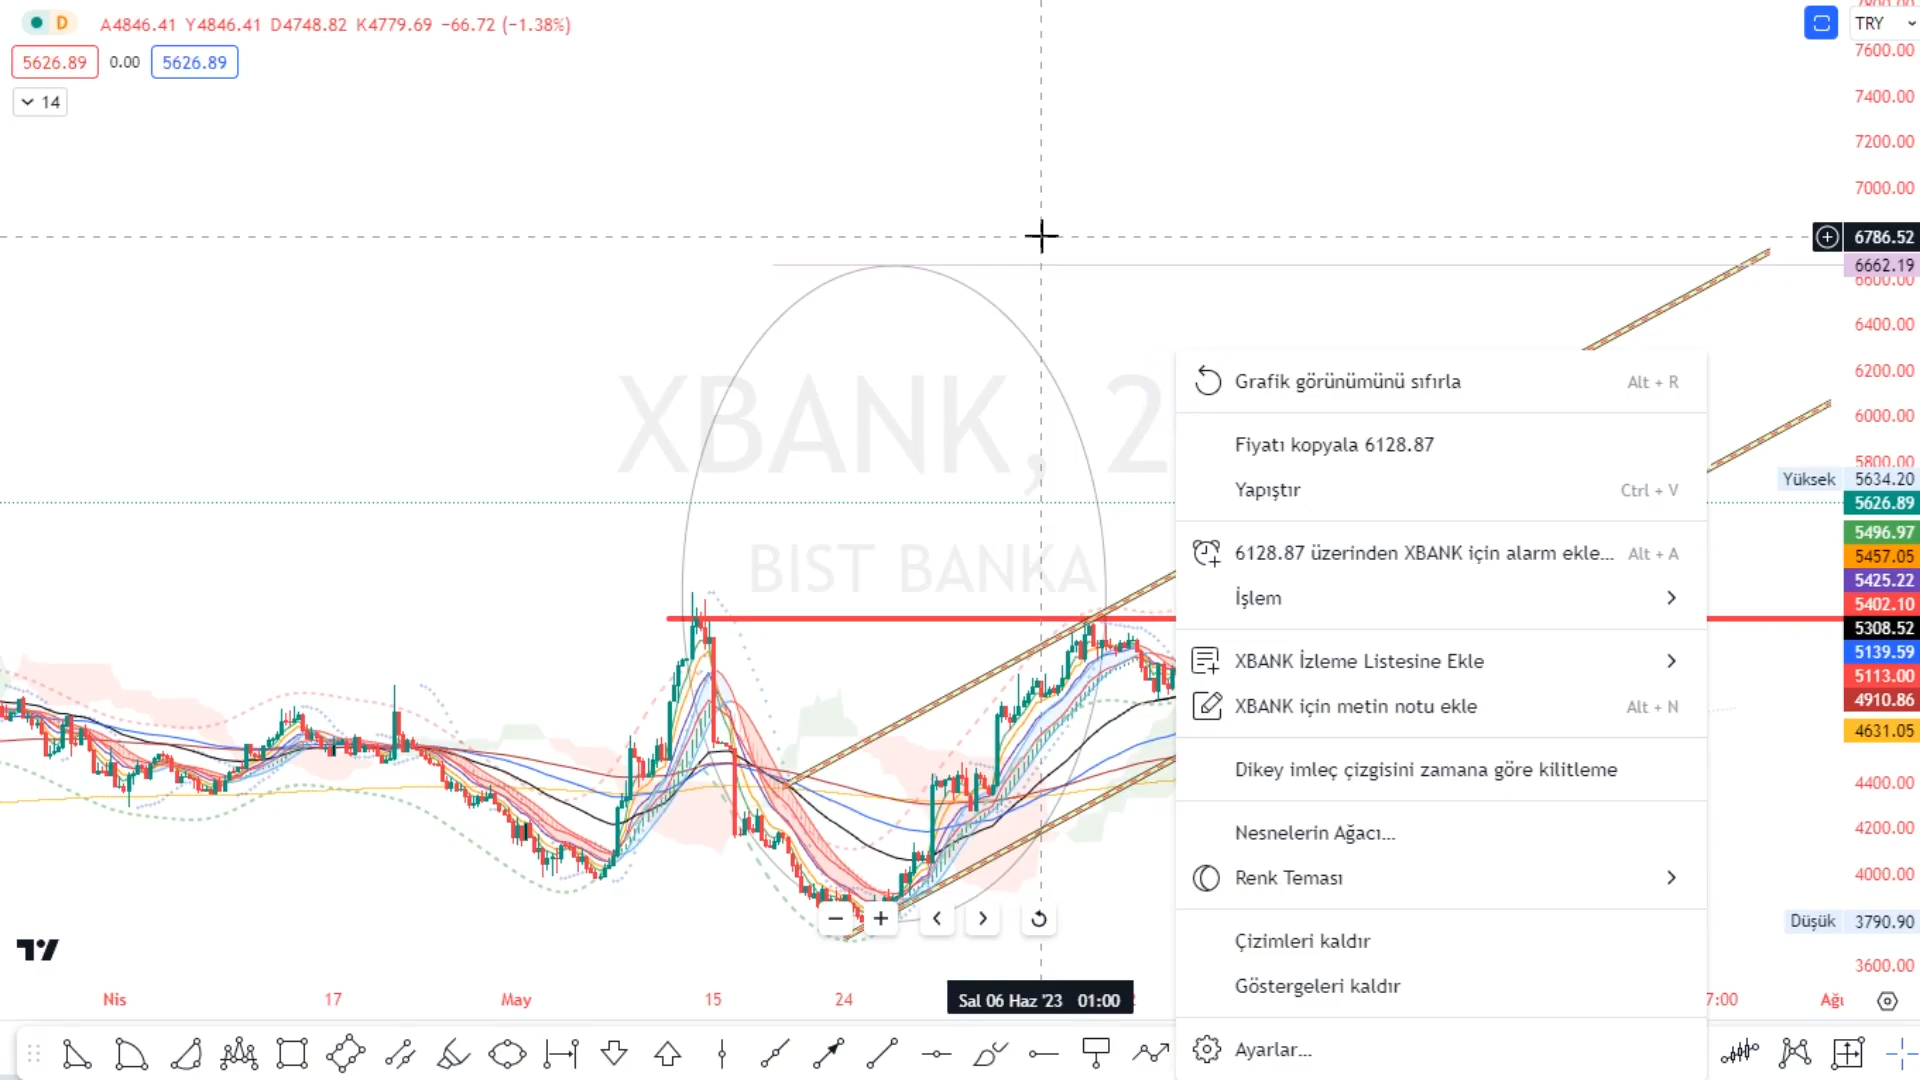 D A4846.41 Y4846.41 D4748.82 K4779.69 −66.72 (−1.38%)
5626.89 0.00 5626.89
14
TRY
7600.00
7400.00
7200.00
7000.00
6786.52
6662.19
6600.00
6400.00
6200.00
6000.00
5800.00
Yüksek 5634.20
5626.89
5496.97
5457.05
5425.22
5402.10
5308.52
5139.59
5113.00
4910.86
4631.05
4400.00
4200.00
4000.00
Düşük 3790.90
3600.00
XBANK, 2
BIST BANKA
Grafik görünümünü sıfırla Alt + R
Fiyatı kopyala 6128.87
Yapıştır Ctrl + V
6128.87 üzerinden XBANK için alarm ekle... Alt + A
İşlem
XBANK İzleme Listesine Ekle
XBANK için metin notu ekle Alt + N
Dikey imleç çizgisini zamana göre kilitleme
Nesnelerin Ağacı...
Renk Teması
Çizimleri kaldır
Göstergeleri kaldır
Ayarlar...
Nis 17 May 15 24 Sal 06 Haz '23 01:00 7:00 Ağu